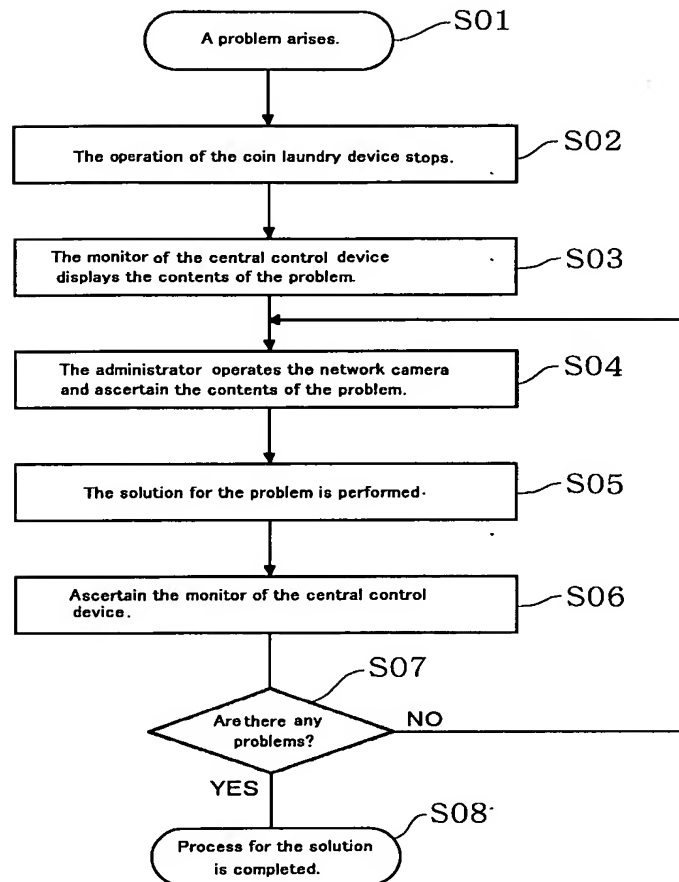 A problem arises.
S01
The operation of the coin laundry device stops.
S02
The monitor of the central control device
displays the contents of the problem.
S03
The administrator operates the network camera
and ascertain the contents of the problem.
S04
The solution for the problem is performed.
S05
Ascertain the monitor of the central control
device.
S06
S07
Are there any
problems?
NO
YES
S08
Process for the solution
is completed.